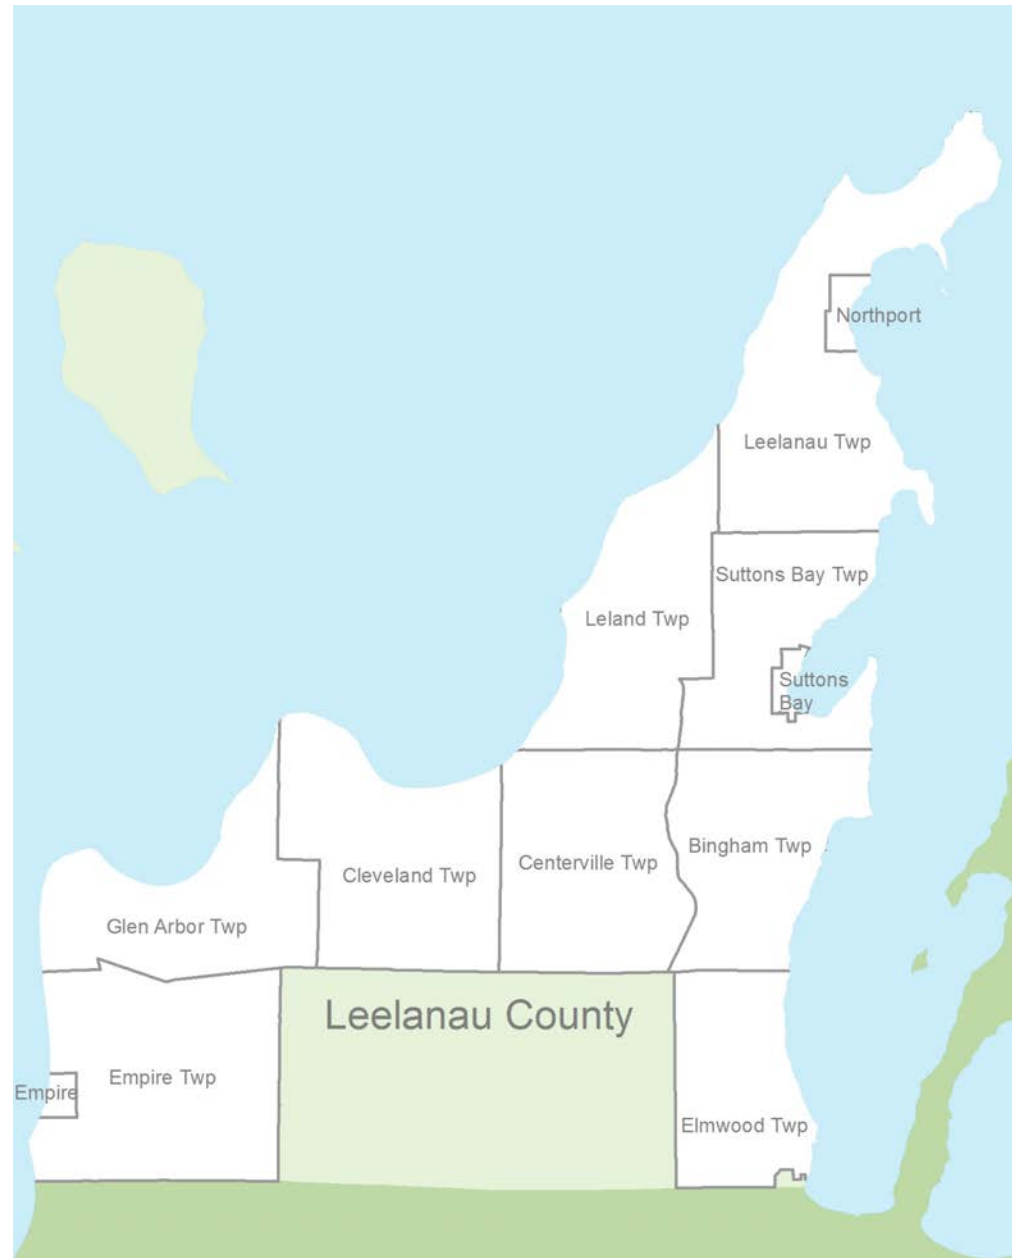 Northport
Leelanau Twp
Suttons Bay Twp
Leland Twp
Suttons
Bay
Bingham Twp
Centerville Twp
Cleveland Twp
Glen Arbor Twp
Leelanau County
Empire Twp
Empire
Elmwood Twp